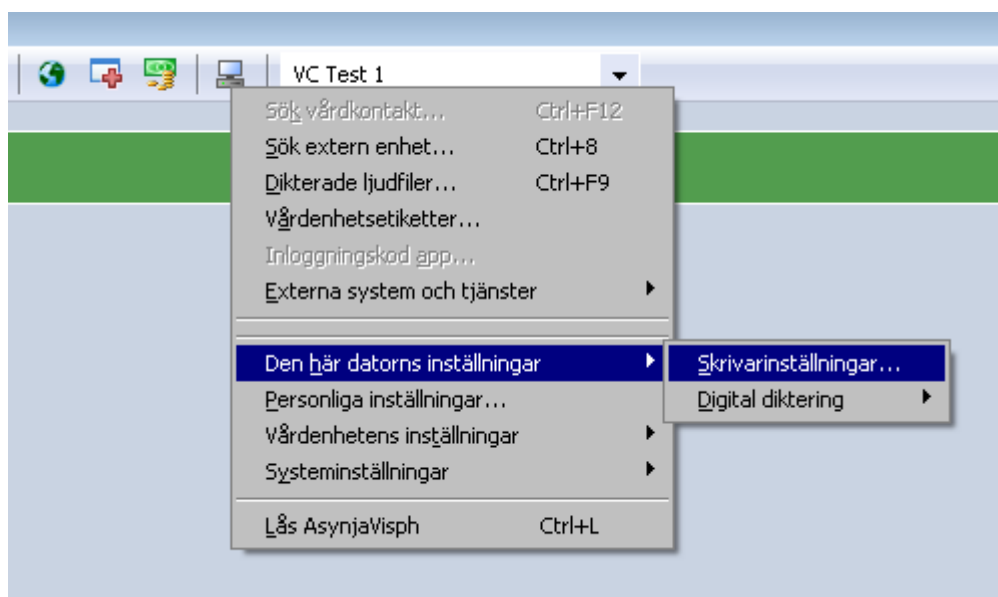 VC Test 1
Sök vårdkontakt... Ctrl+F12
Sök extern enhet... Ctrl+8
Dikterade ljudfiler... Ctrl+F9
Vårdenhetsetiketter...
Inloggningskod app...
Externa system och tjänster
Den här datorns inställningar
Skrivarinställningar...
Personliga inställningar...
Digital diktering
Vårdenhetens inställningar
Systeminställningar
Lås AsynjaVisph Ctrl+L